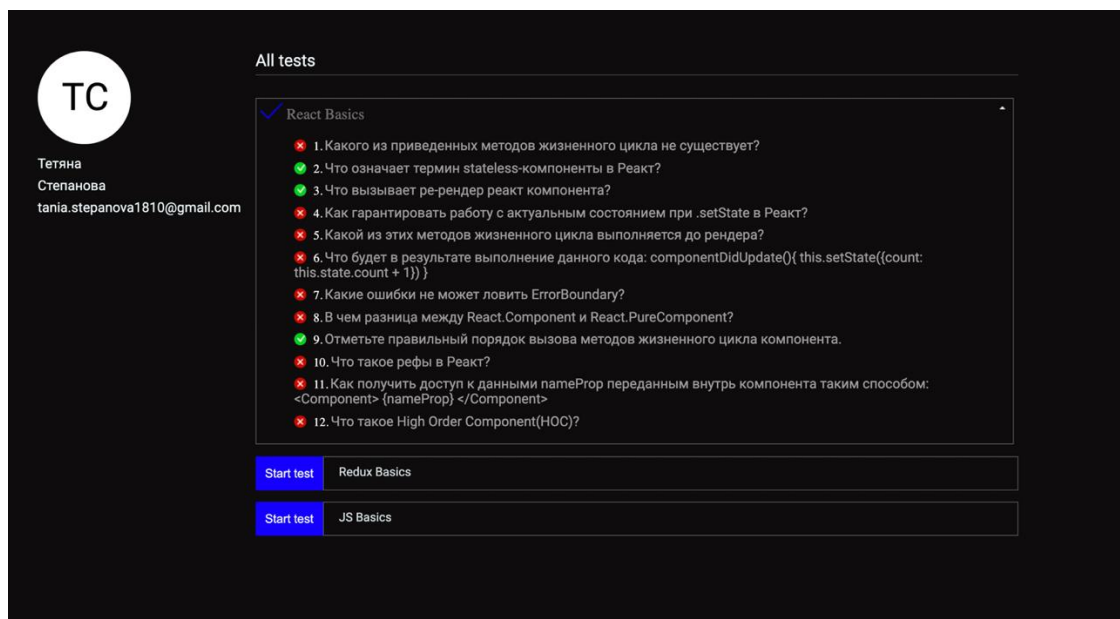 All tests
TC
Тетяна
Степанова
tania.stepanova1810@gmail.com
React Basics
1. Какого из приведенных методов жизненного цикла не существует?
2. Что означает термин stateless-компоненты в Реакт?
3. Что вызывает ре-рендер реакт компонента?
4. Как гарантировать работу с актуальным состоянием при .setState в Реакт?
5. Какой из этих методов жизненного цикла выполняется до рендера?
6. Что будет в результате выполнение данного кода: componentDidUpdate(){ this.setState({count:
this.state.count + 1}) }
7. Какие ошибки не может ловить ErrorBoundary?
8. В чем разница между React.Component и React.PureComponent?
9. Отметьте правильный порядок вызова методов жизненного цикла компонента.
10. Что такое рефы в Реакт?
11. Как получить доступ к данными nameProp переданным внутрь компонента таким способом:
<Component> {nameProp} </Component>
12. Что такое High Order Component(HOC)?
Start test Redux Basics
Start test JS Basics